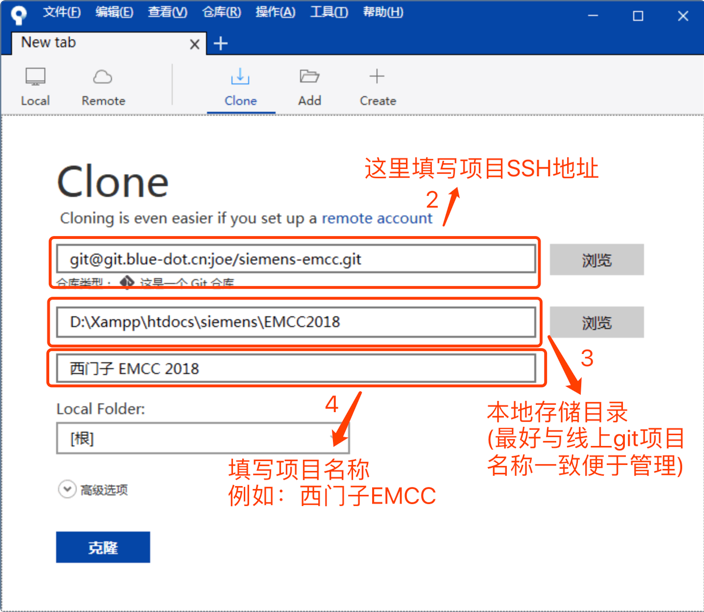 文件(F) 编辑(E) 查看(V) 仓库(R) 操作(A) 工具(T) 帮助(H)
New tab
Local Remote Clone Add Create
这里填写项目SSH地址
2
Clone
Cloning is even easier if you set up a remote account
git@git.blue-dot.cn:joe/siemens-emcc.git
浏览
仓库类型： 这是一个 Git 仓库
D:\Xampp\htdocs\siemens\EMCC2018
浏览
3
西门子 EMCC 2018
4
本地存储目录
(最好与线上git项目
名称一致便于管理)
Local Folder:
[根]
填写项目名称
例如：西门子EMCC
高级选项
克隆